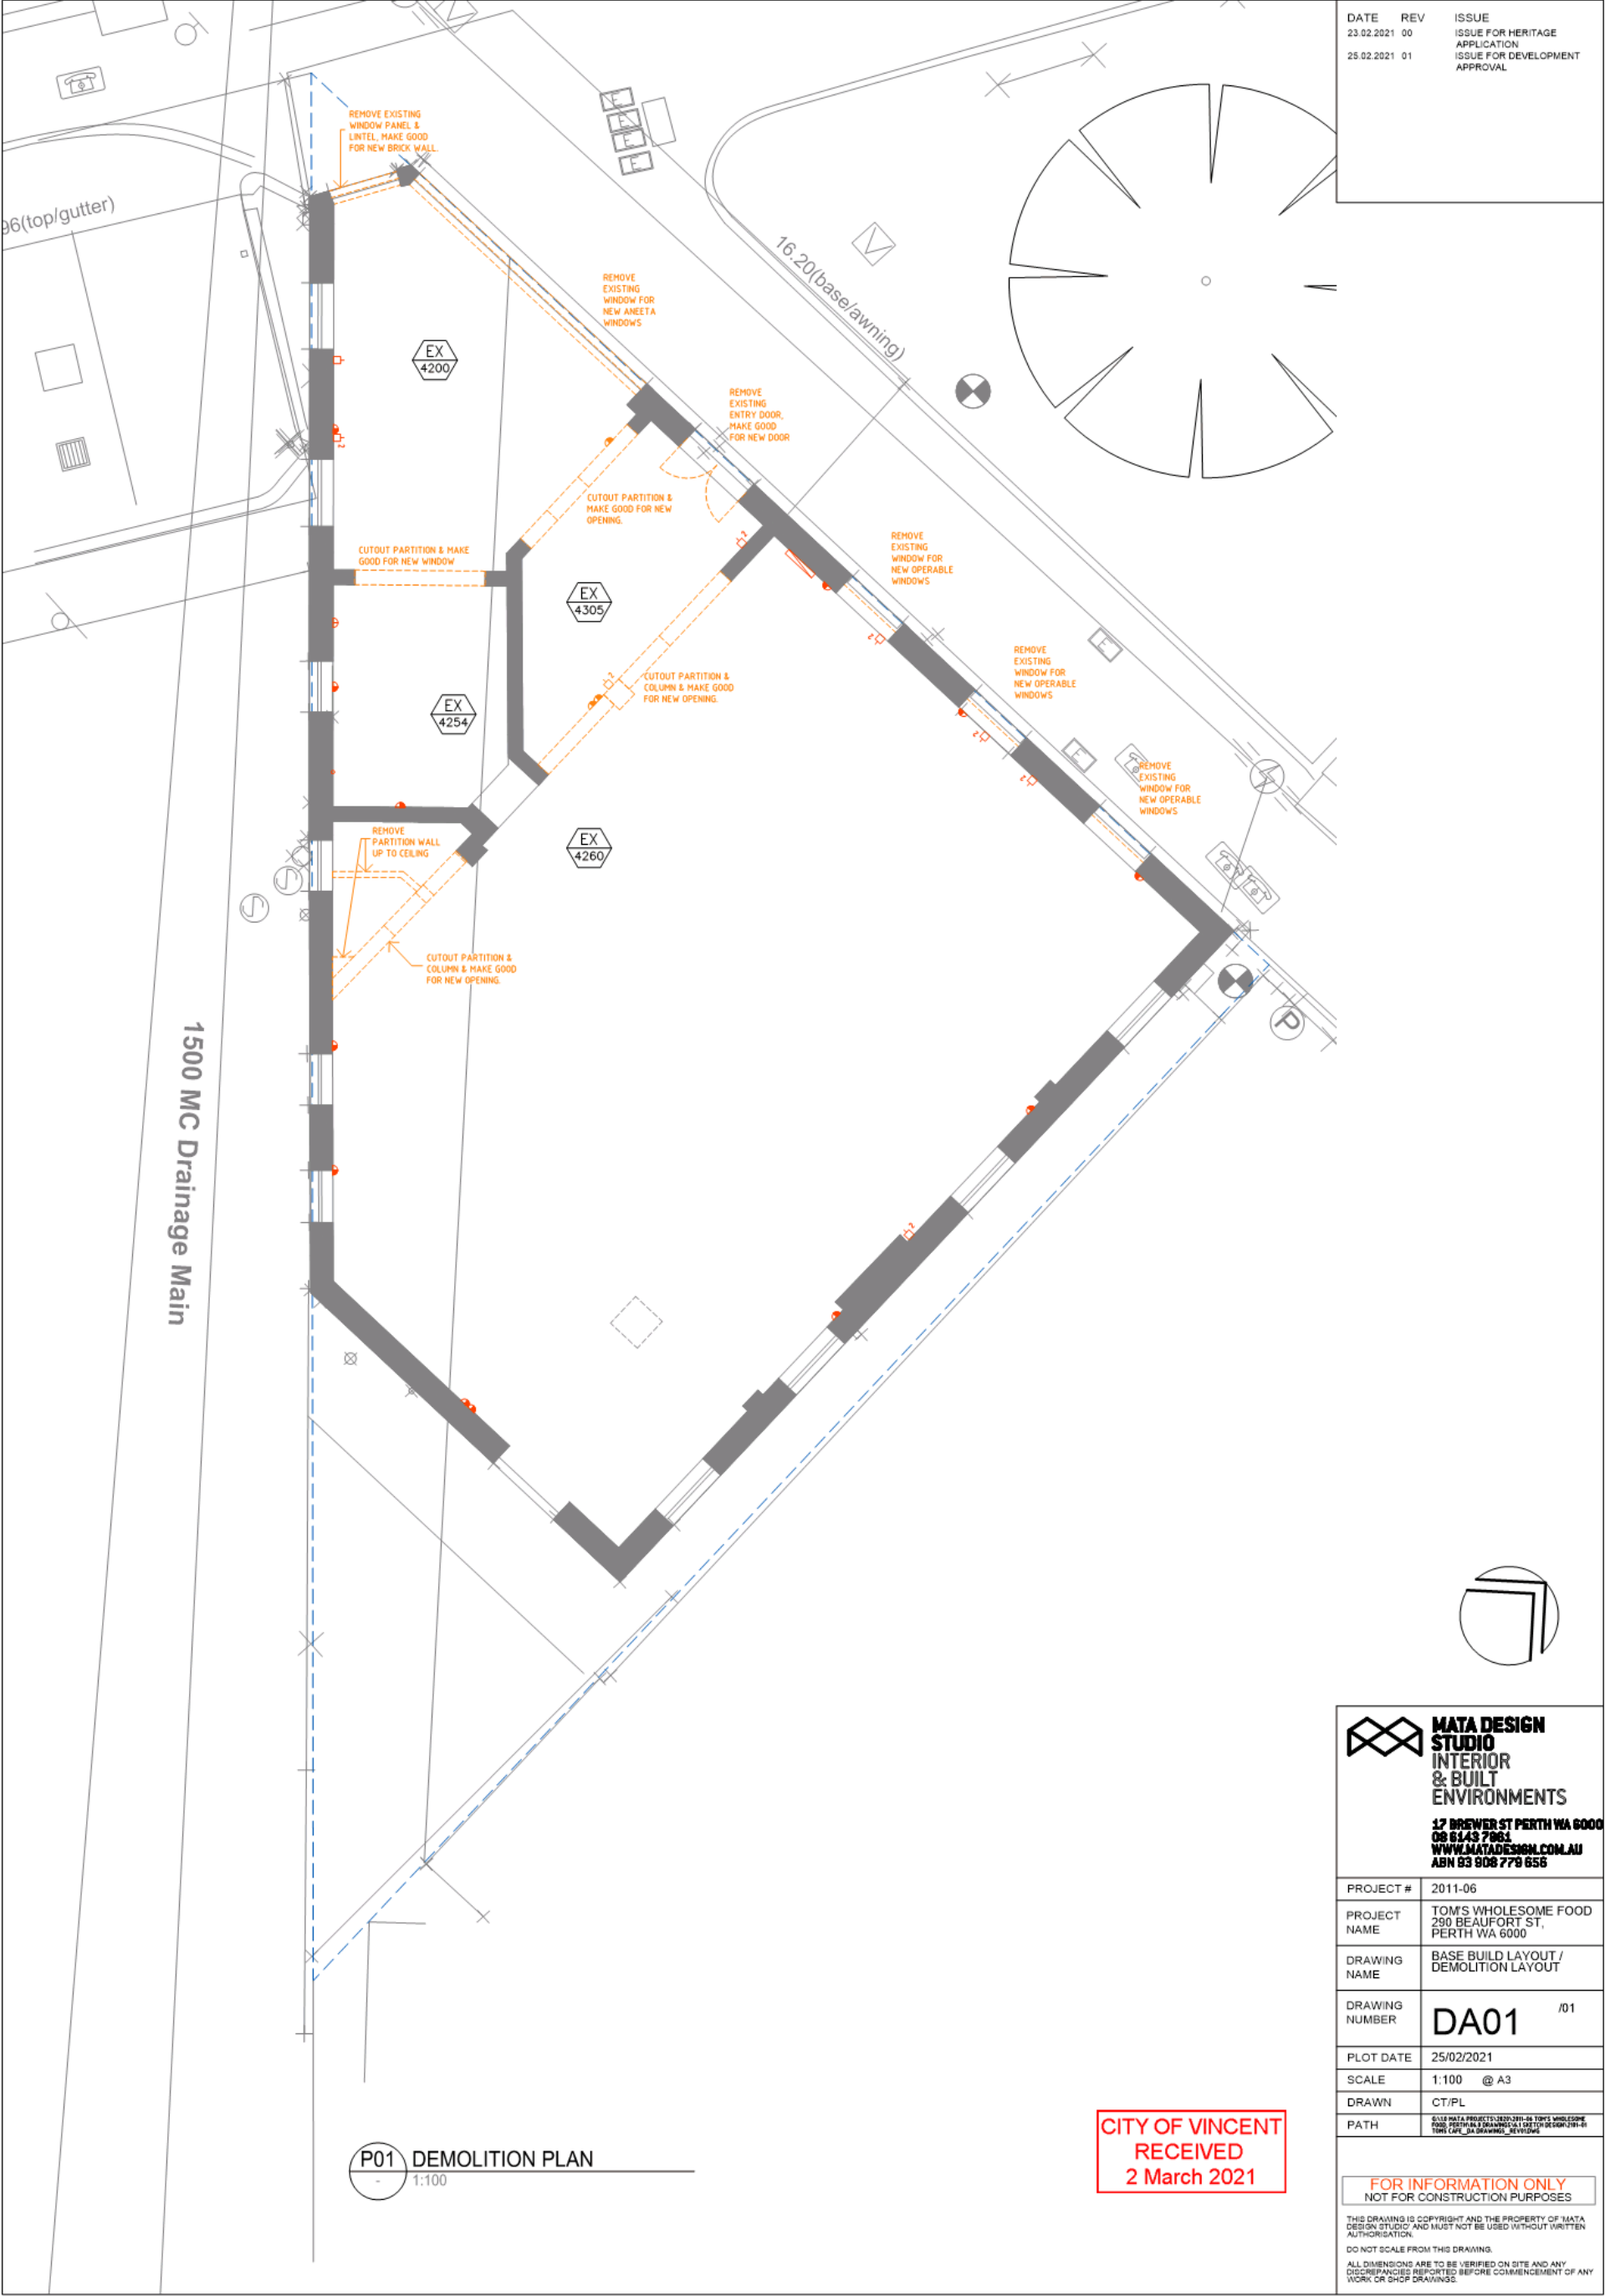 DATE REV ISSUE
23.02.2021 00 ISSUE FOR HERITAGE
APPLICATION
25.02.2021 01 ISSUE FOR DEVELOPMENT
APPROVAL
REMOVE EXISTING
WINDOW PANEL &
LINTEL, MAKE GOOD
FOR NEW BRICK WALL.
96(top/gutter)
E
E
E
E
V
16.20(base/awning)
REMOVE
EXISTING
WINDOW FOR
NEW ANEETA
WINDOWS
EX
4200
REMOVE
EXISTING
ENTRY DOOR,
MAKE GOOD
FOR NEW DOOR
CUTOUT PARTITION &
MAKE GOOD FOR NEW
OPENING.
2
2
REMOVE
EXISTING
WINDOW FOR
NEW OPERABLE
WINDOWS
CUTOUT PARTITION & MAKE
GOOD FOR NEW WINDOW
EX
4305
2
E
REMOVE
EXISTING
WINDOW FOR
NEW OPERABLE
WINDOWS
CUTOUT PARTITION &
COLUMN & MAKE GOOD
FOR NEW OPENING.
2
EX
4254
2
E
REMOVE
EXISTING
WINDOW FOR
NEW OPERABLE
WINDOWS
2
REMOVE
PARTITION WALL
UP TO CEILING
EX
4260
S
S
CUTOUT PARTITION &
COLUMN & MAKE GOOD
FOR NEW OPENING.
P
1500 MC Drainage Main
2
MATA DESIGN
STUDIO
INTERIOR
& BUILT
ENVIRONMENTS
17 BREWER ST PERTH WA 6000
08 6143 7861
WWW.MATADESIGN.COM.AU
ABN 93 908 779 656
PROJECT # 2011-06
PROJECT NAME TOM'S WHOLESOME FOOD
290 BEAUFORT ST,
PERTH WA 6000
DRAWING NAME BASE BUILD LAYOUT /
DEMOLITION LAYOUT
DRAWING NUMBER DA01 /01
PLOT DATE 25/02/2021
SCALE 1:100 @ A3
DRAWN CT/PL
PATH
P01 DEMOLITION PLAN
- 1:100
CITY OF VINCENT
RECEIVED
2 March 2021
FOR INFORMATION ONLY
NOT FOR CONSTRUCTION PURPOSES
THIS DRAWING IS COPYRIGHT AND THE PROPERTY OF 'MATA
DESIGN STUDIO' AND MUST NOT BE USED WITHOUT WRITTEN
AUTHORISATION.
DO NOT SCALE FROM THIS DRAWING.
ALL DIMENSIONS ARE TO BE VERIFIED ON SITE AND ANY
DISCREPANCIES REPORTED BEFORE COMMENCEMENT OF ANY
WORK OR SHOP DRAWINGS.